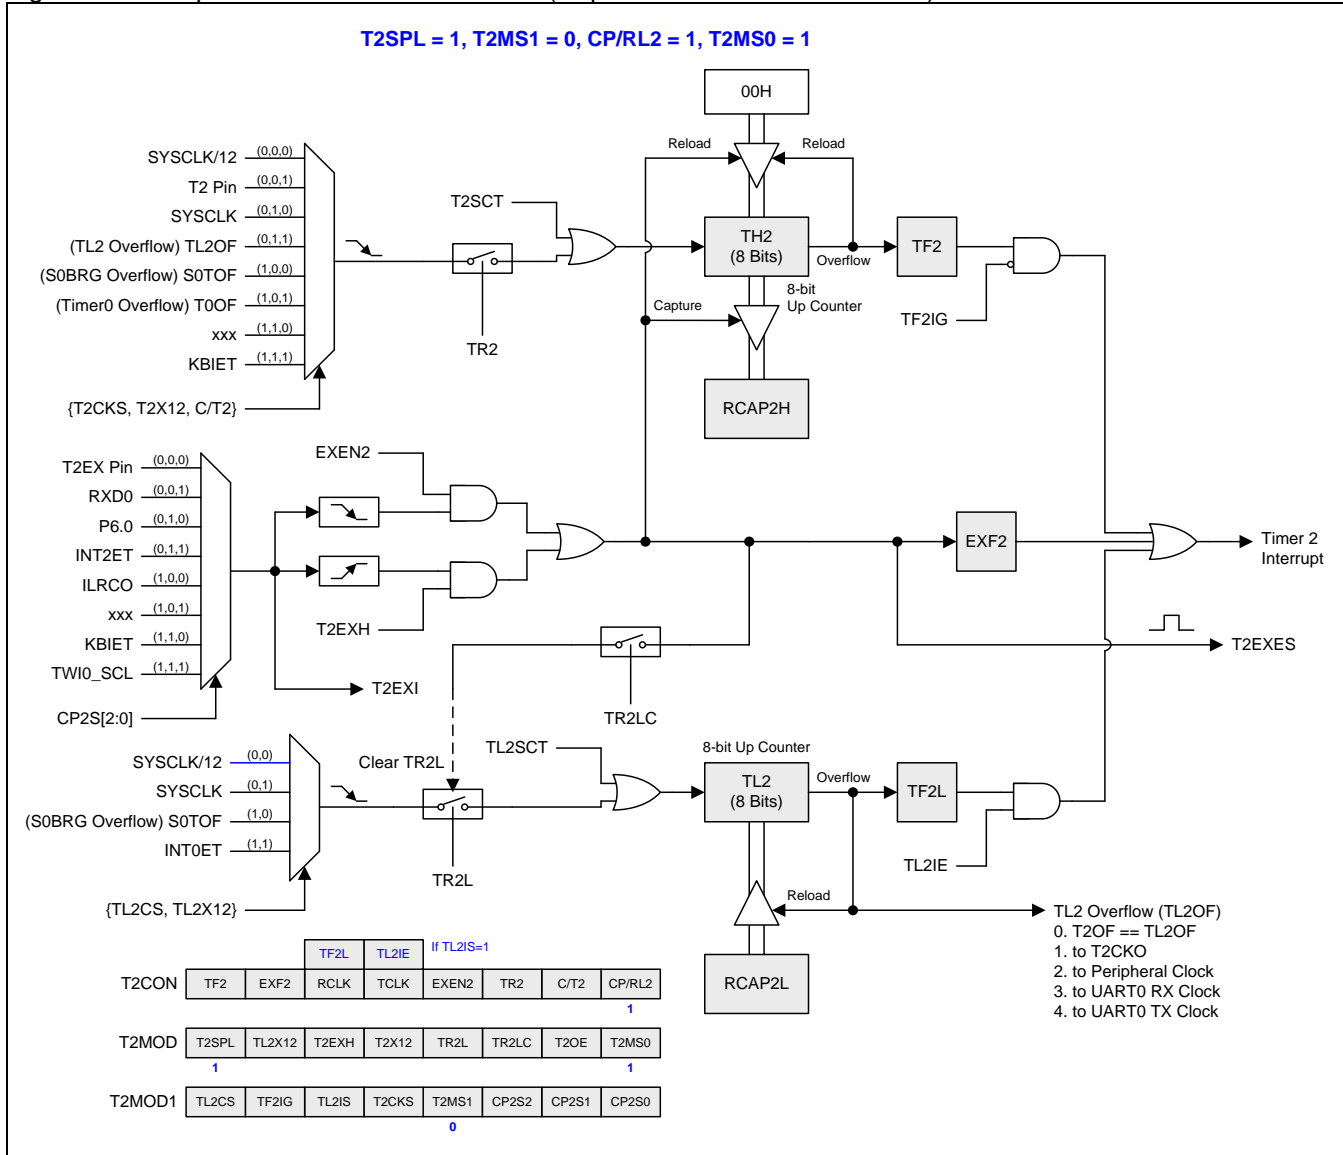 T2SPL = 1, T2MS1 = 0, CP/RL2 = 1, T2MS0 = 1
00H
Reload
Reload
SYSCLK/12 (0,0,0)
T2 Pin (0,0,1)
SYSCLK (0,1,0)
(TL2 Overflow) TL2OF (0,1,1)
(S0BRG Overflow) S0TOF (1,0,0)
(Timer0 Overflow) T0OF (1,0,1)
xxx (1,1,0)
KBIET (1,1,1)
{T2CKS, T2X12, C/T2}
TR2
T2SCT
TH2
(8 Bits)
Overflow
TF2
8-bit
Up Counter
TF2IG
Capture
RCAP2H
T2EX Pin (0,0,0)
RXD0 (0,0,1)
P6.0 (0,1,0)
INT2ET (0,1,1)
ILRCO (1,0,0)
xxx (1,0,1)
KBIET (1,1,0)
TWI0_SCL (1,1,1)
CP2S[2:0]
EXEN2
T2EXH
T2EXI
EXF2
Timer 2
Interrupt
T2EXES
TR2LC
SYSCLK/12 (0,0)
SYSCLK (0,1)
(S0BRG Overflow) S0TOF (1,0)
INT0ET (1,1)
{TL2CS, TL2X12}
Clear TR2L
TR2L
TL2SCT
8-bit Up Counter
TL2
(8 Bits)
Overflow
TF2L
TL2IE
Reload
RCAP2L
TL2 Overflow (TL2OF)
0. T2OF == TL2OF
1. to T2CKO
2. to Peripheral Clock
3. to UART0 RX Clock
4. to UART0 TX Clock
TF2L TL2IE If TL2IS=1
T2CON TF2 EXF2 RCLK TCLK EXEN2 TR2 C/T2 CP/RL2
1
T2MOD T2SPL TL2X12 T2EXH T2X12 TR2L TR2LC T2OE T2MS0
1 1
T2MOD1 TL2CS TF2IG TL2IS T2CKS T2MS1 CP2S2 CP2S1 CP2S0
0